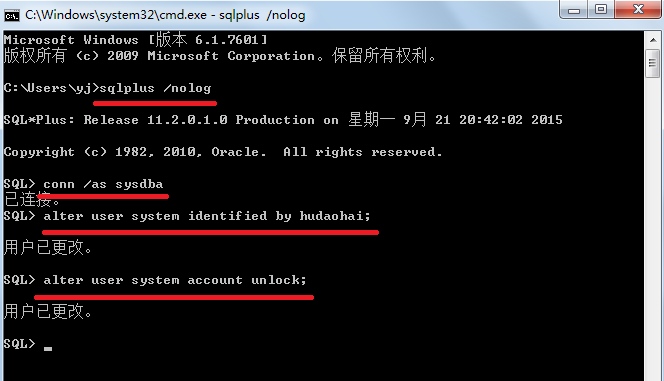 C:\Windows\system32\cmd.exe - sqlplus /nolog
Microsoft Windows [版本 6.1.7601]
版权所有 (c) 2009 Microsoft Corporation。保留所有权利。
C:\Users\yj>sqlplus /nolog
SQL*Plus: Release 11.2.0.1.0 Production on 星期一 9月 21 20:42:02 2015
Copyright (c) 1982, 2010, Oracle.  All rights reserved.
SQL> conn /as sysdba
已连接。
SQL> alter user system identified by hudaohai;
用户已更改。
SQL> alter user system account unlock;
用户已更改。
SQL>